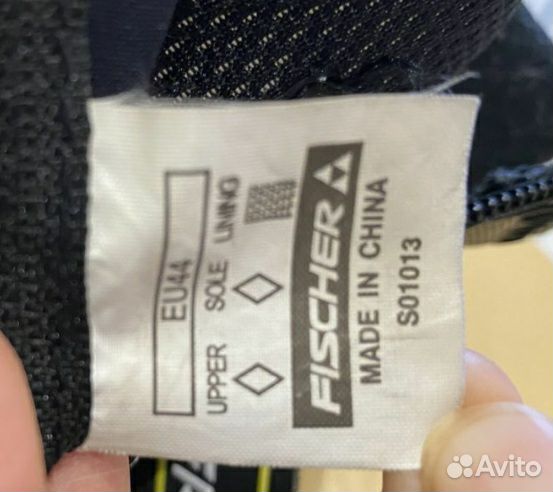 FISCHER
MADE IN CHINA
S01013
UPPER SOLE LINING
EU44
Avito